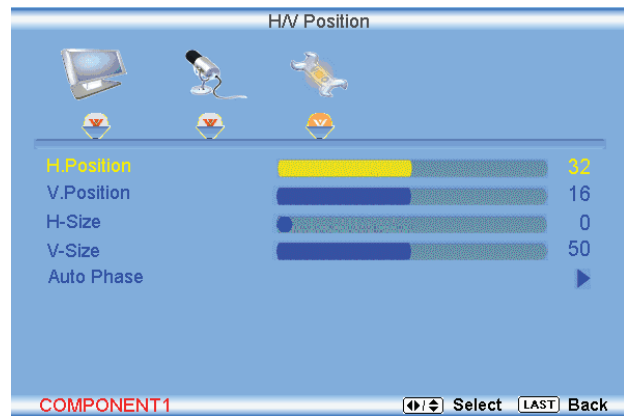 H/V Position
H.Position 32
V.Position 16
H-Size 0
V-Size 50
Auto Phase
COMPONENT1 Select LAST Back